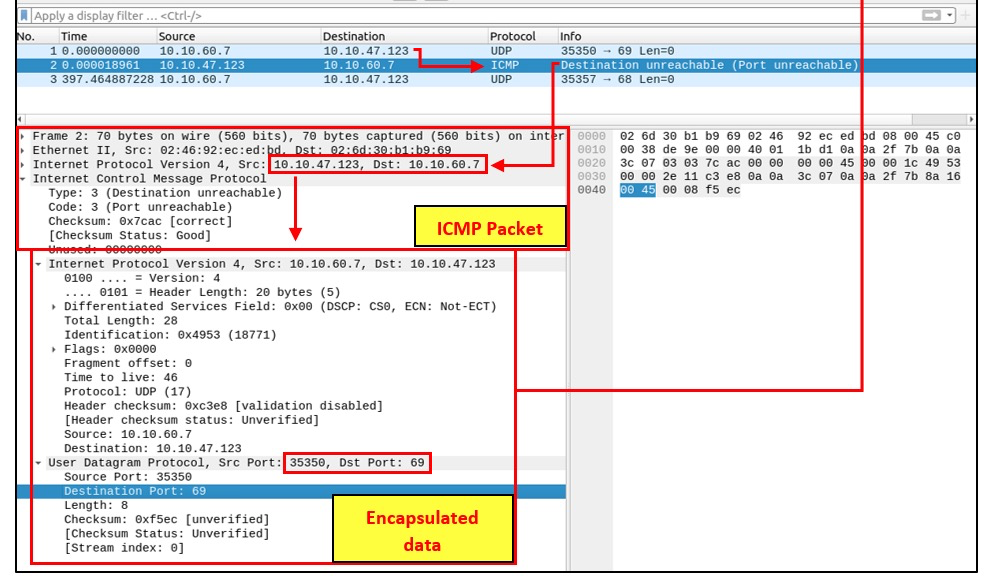 Apply a display filter ... <Ctrl-/>
No. Time Source Destination Protocol Info
1 0.000000000 10.10.60.7 10.10.47.123 UDP 35350 → 69 Len=0
2 0.000018961 10.10.47.123 10.10.60.7 ICMP Destination unreachable (Port unreachable)
3 397.464887228 10.10.60.7 10.10.47.123 UDP 35357 → 68 Len=0
Frame 2: 70 bytes on wire (560 bits), 70 bytes captured (560 bits) on inter
Ethernet II, Src: 02:46:92:ec:ed:bd, Dst: 02:6d:30:b1:b9:69
Internet Protocol Version 4, Src: 10.10.47.123, Dst: 10.10.60.7
Internet Control Message Protocol
Type: 3 (Destination unreachable)
Code: 3 (Port unreachable)
Checksum: 0x7cac [correct]
[Checksum Status: Good]
Unused: 00000000
ICMP Packet
Internet Protocol Version 4, Src: 10.10.60.7, Dst: 10.10.47.123
0100 .... = Version: 4
.... 0101 = Header Length: 20 bytes (5)
Differentiated Services Field: 0x00 (DSCP: CS0, ECN: Not-ECT)
Total Length: 28
Identification: 0x4953 (18771)
Flags: 0x0000
Fragment offset: 0
Time to live: 46
Protocol: UDP (17)
Header checksum: 0xc3e8 [validation disabled]
[Header checksum status: Unverified]
Source: 10.10.60.7
Destination: 10.10.47.123
User Datagram Protocol, Src Port: 35350, Dst Port: 69
Source Port: 35350
Destination Port: 69
Length: 8
Checksum: 0xf5ec [unverified]
[Checksum Status: Unverified]
[Stream index: 0]
Encapsulated
data
0000 02 6d 30 b1 b9 69 02 46 92 ec ed bd 08 00 45 c0
0010 00 38 de 9e 00 00 40 01 1b d1 0a 0a 2f 7b 0a 0a
0020 3c 07 03 03 7c ac 00 00 00 00 45 00 00 1c 49 53
0030 00 00 2e 11 c3 e8 0a 0a 3c 07 0a 0a 2f 7b 8a 16
0040 00 45 00 08 f5 ec